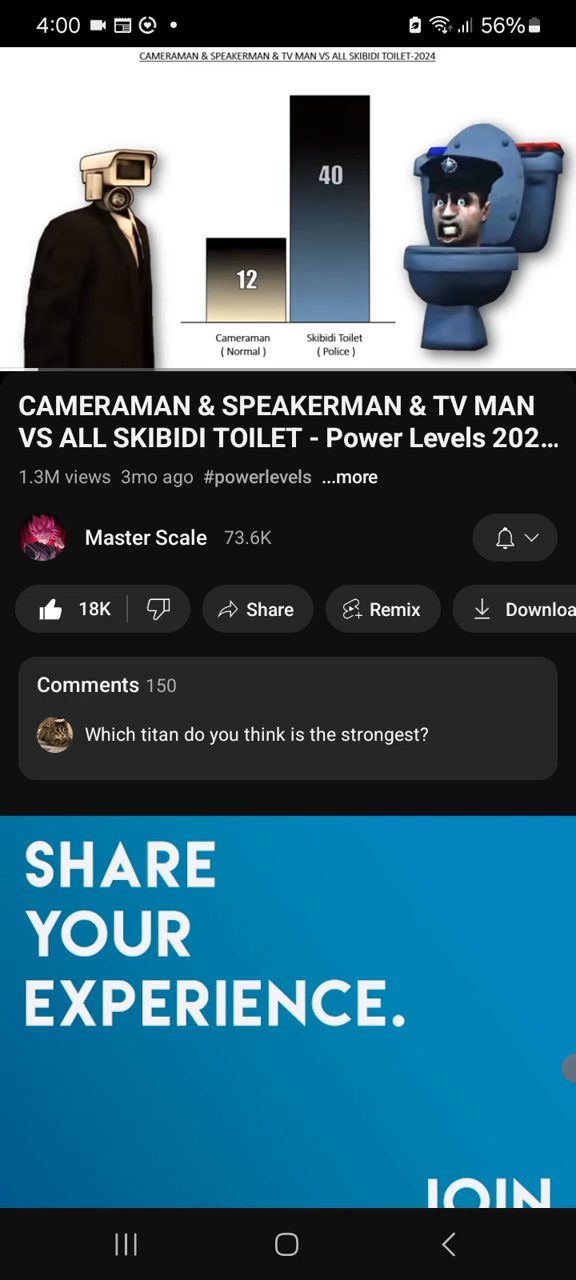 4:00
56%
CAMERAMAN & SPEAKERMAN & TV MAN VS ALL SKIBIDI TOILET-2024
40
12
Cameraman
( Normal )
Skibidi Toilet
( Police )
CAMERAMAN & SPEAKERMAN & TV MAN
VS ALL SKIBIDI TOILET - Power Levels 202...
1.3M views 3mo ago #powerlevels ...more
Master Scale 73.6K
18K Share Remix Downloa
Comments 150
Which titan do you think is the strongest?
SHARE
YOUR
EXPERIENCE.
JOIN